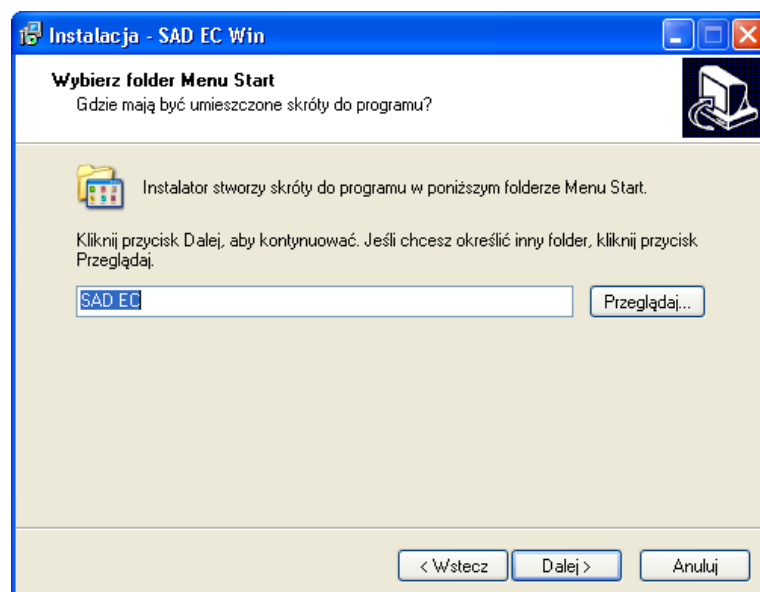 Instalacja - SAD EC Win
Wybierz folder Menu Start
Gdzie mają być umieszczone skróty do programu?
Instalator stworzy skróty do programu w poniższym folderze Menu Start.
Kliknij przycisk Dalej, aby kontynuować. Jeśli chcesz określić inny folder, kliknij przycisk
Przeglądaj.
SAD EC
Przeglądaj...
< Wstecz
Dalej >
Anuluj